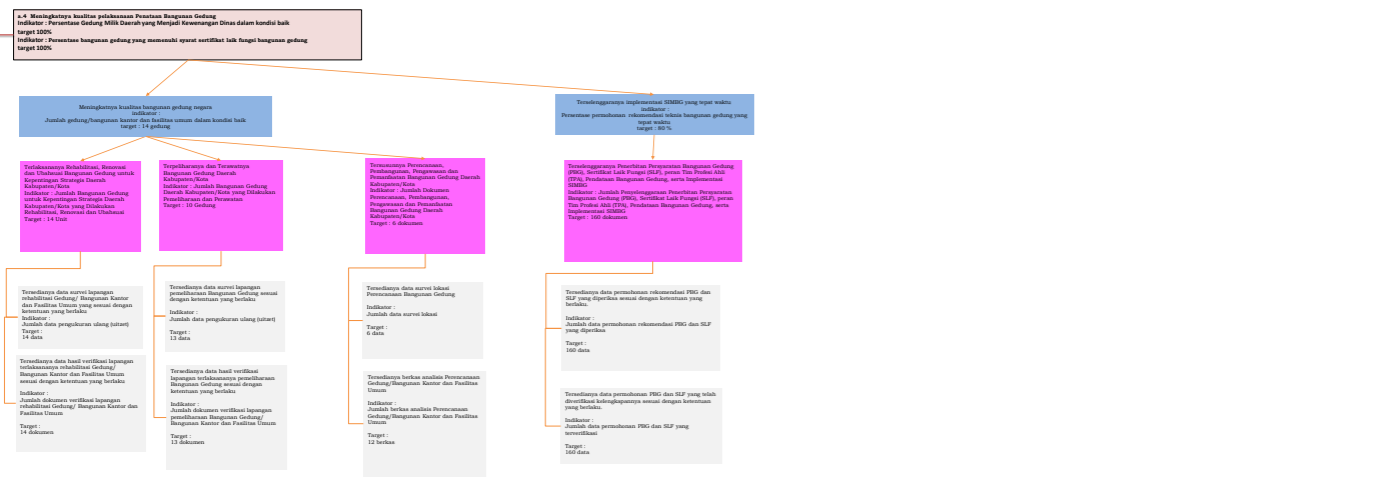 a.4 Meningkatnya kualitas pelaksanaan Penataan Bangunan Gedung
Indikator : Persentase Gedung Milik Daerah yang Menjadi Kewenangan Dinas dalam kondisi baik
target 100%
Indikator : Persentase bangunan gedung yang memenuhi syarat sertifikat laik fungsi bangunan gedung
target 100%
Meningkatnya kualitas bangunan gedung negara
indikator :
Jumlah gedung/bangunan kantor dan fasilitas umum dalam kondisi baik
target : 14 gedung
Terselenggaranya implementasi SIMBG yang tepat waktu
indikator :
Persentase permohonan rekomendasi teknis bangunan gedung yang
tepat waktu
target : 80 %
Terlaksananya Rehabilitasi, Renovasi
dan Ubahsuai Bangunan Gedung untuk
Kepentingan Strategis Daerah
Kabupaten/Kota
Indikator : Jumlah Bangunan Gedung
untuk Kepentingan Strategis Daerah
Kabupaten/Kota yang Dilakukan
Rehabilitasi, Renovasi dan Ubahsuai
Target : 14 Unit
Terpeliharanya dan Terawatnya
Bangunan Gedung Daerah
Kabupaten/Kota
Indikator : Jumlah Bangunan Gedung
Daerah Kabupaten/Kota yang Dilakukan
Pemeliharaan dan Perawatan
Target : 10 Gedung
Tersusunnya Perencanaan,
Pembangunan, Pengawasan dan
Pemanfaatan Bangunan Gedung Daerah
Kabupaten/Kota
Indikator : Jumlah Dokumen
Perencanaan, Pembangunan,
Pengawasan dan Pemanfaatan
Bangunan Gedung Daerah
Kabupaten/Kota
Target : 6 dokumen
Terselenggaranya Penerbitan Persyaratan Bangunan Gedung
(PBG), Sertifikat Laik Fungsi (SLF), peran Tim Profesi Ahli
(TPA), Pendataan Bangunan Gedung, serta Implementasi
SIMBG
Indikator : Jumlah Penyelenggaraan Penerbitan Persyaratan
Bangunan Gedung (PBG), Sertifikat Laik Fungsi (SLF), peran
Tim Profesi Ahli (TPA), Pendataan Bangunan Gedung, serta
Implementasi SIMBG
Target : 160 dokumen
Tersedianya data survei lapangan
rehabilitasi Gedung/ Bangunan Kantor
dan Fasilitas Umum yang sesuai dengan
ketentuan yang berlaku
Indikator :
Jumlah data pengukuran ulang (uitzet)
Target :
14 data
Tersedianya data survei lapangan
pemeliharaan Bangunan Gedung sesuai
dengan ketentuan yang berlaku
Indikator :
Jumlah data pengukuran ulang (uitzet)
Target :
13 data
Tersedianya data survei lokasi
Perencanaan Bangunan Gedung
Indikator :
Jumlah data survei lokasi
Target :
6 data
Tersedianya data permohonan rekomendasi PBG dan
SLF yang diperiksa sesuai dengan ketentuan yang
berlaku.
Indikator :
Jumlah data permohonan rekomendasi PBG dan SLF
yang diperiksa
Target :
160 data
Tersedianya data hasil verifikasi lapangan
terlaksananya rehabilitasi Gedung/
Bangunan Kantor dan Fasilitas Umum
sesuai dengan ketentuan yang berlaku
Indikator :
Jumlah dokumen verifikasi lapangan
rehabilitasi Gedung/ Bangunan Kantor dan
Fasilitas Umum
Target :
14 dokumen
Tersedianya data hasil verifikasi
lapangan terlaksananya pemeliharaan
Bangunan Gedung sesuai dengan
ketentuan yang berlaku
Indikator :
Jumlah dokumen verifikasi lapangan
pemeliharaan Bangunan Gedung/
Bangunan Kantor dan Fasilitas Umum
Target :
13 dokumen
Tersedianya berkas analisis Perencanaan
Gedung/Bangunan Kantor dan Fasilitas
Umum
Indikator :
Jumlah berkas analisis Perencanaan
Gedung/Bangunan Kantor dan Fasilitas
Umum
Target :
12 berkas
Tersedianya data permohonan PBG dan SLF yang telah
diverifikasi kelengkapannya sesuai dengan ketentuan
yang berlaku.
Indikator :
Jumlah data permohonan PBG dan SLF yang
terverifikasi
Target :
160 data